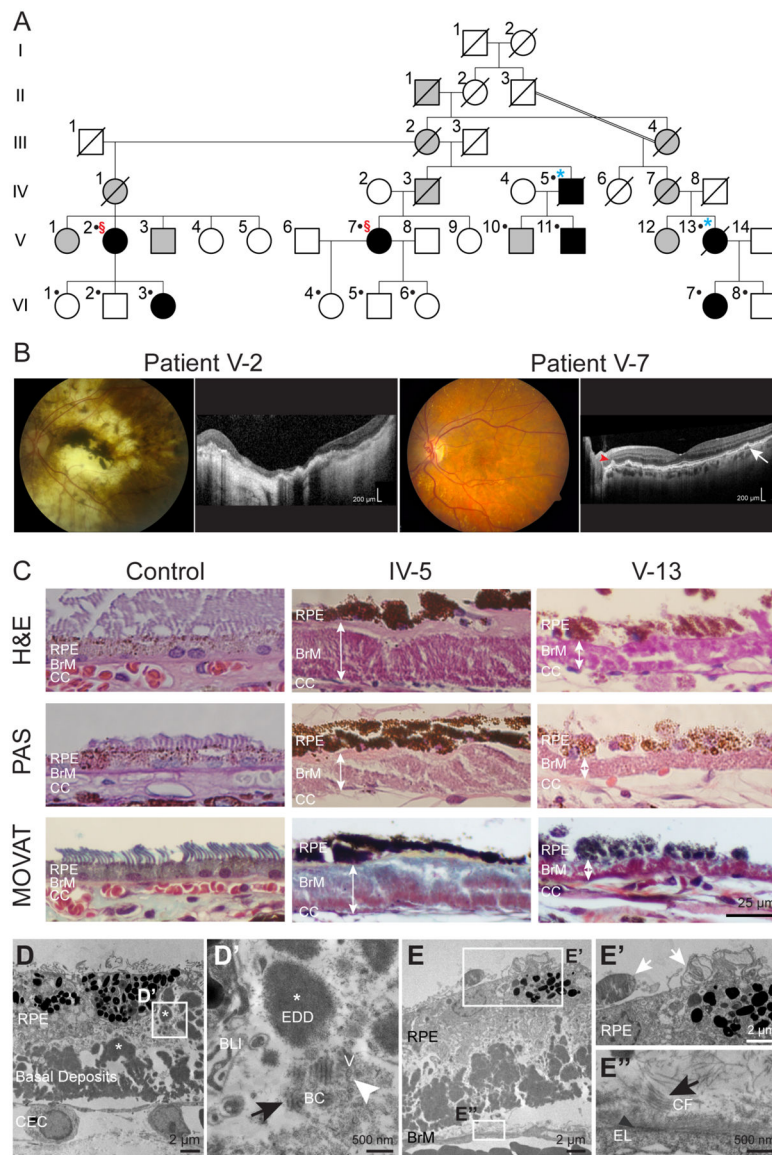 A
I 1 2
II 1 2 3
III 1 2 3 4
IV 1 2 3 4 5• * 6 7 8
V 1 2•§ 3 4 5 6 7•§ 8 9 10• 11• 12 13•* 14
VI 1• 2• 3• 4• 5• 6• 7• 8•
B
Patient V-2 Patient V-7
200 µm 200 µm
C
Control IV-5 V-13
H&E
RPE RPE RPE
BrM BrM BrM
CC CC CC
PAS
RPE RPE RPE
BrM BrM BrM
CC CC CC
MOVAT
RPE RPE RPE
BrM BrM BrM
CC CC CC
25 µm
D D' E E' E'
D' * EDD * RPE
RPE BLI RPE 2 µm
* E"
Basal Deposits BC CF
CEC E" EL
2 µm 500 nm BrM 2 µm 500 nm